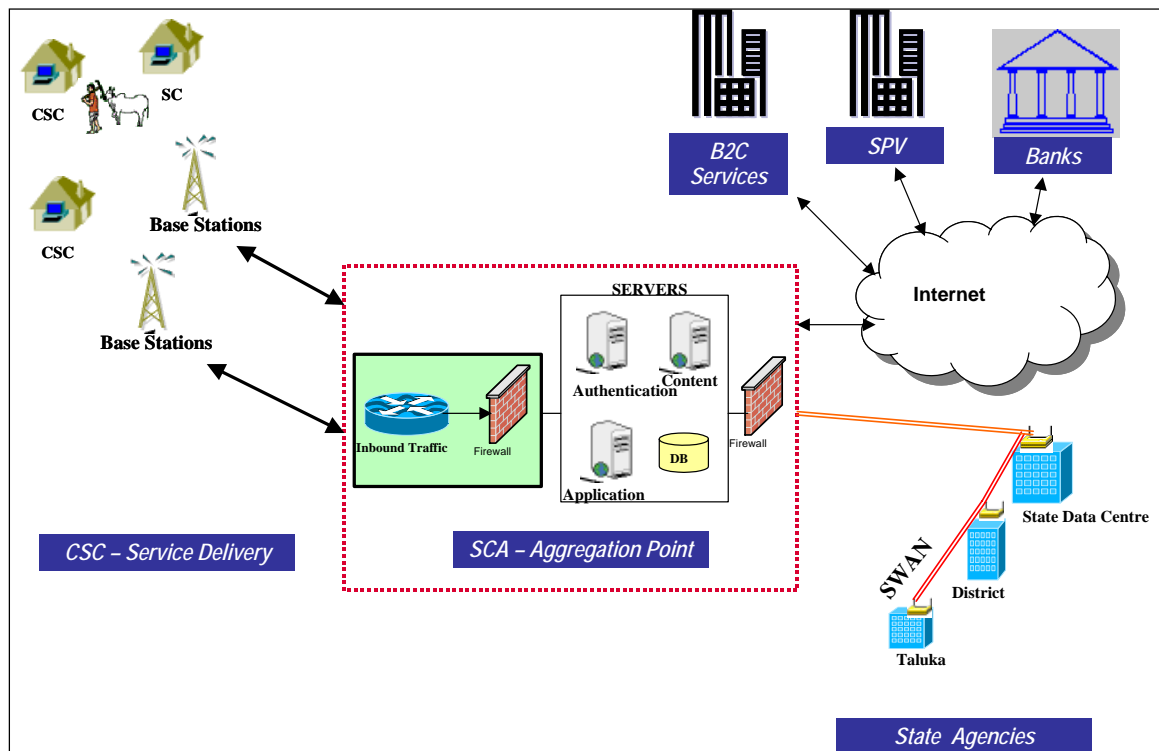 CSC
SC
CSC
Base Stations
Base Stations
B2C
Services
SPV
Banks
Internet
SERVERS
Authentication
Content
Inbound Traffic
Firewall
Application
DB
Firewall
State Data Centre
District
SWAN
Taluka
CSC – Service Delivery
SCA – Aggregation Point
State Agencies